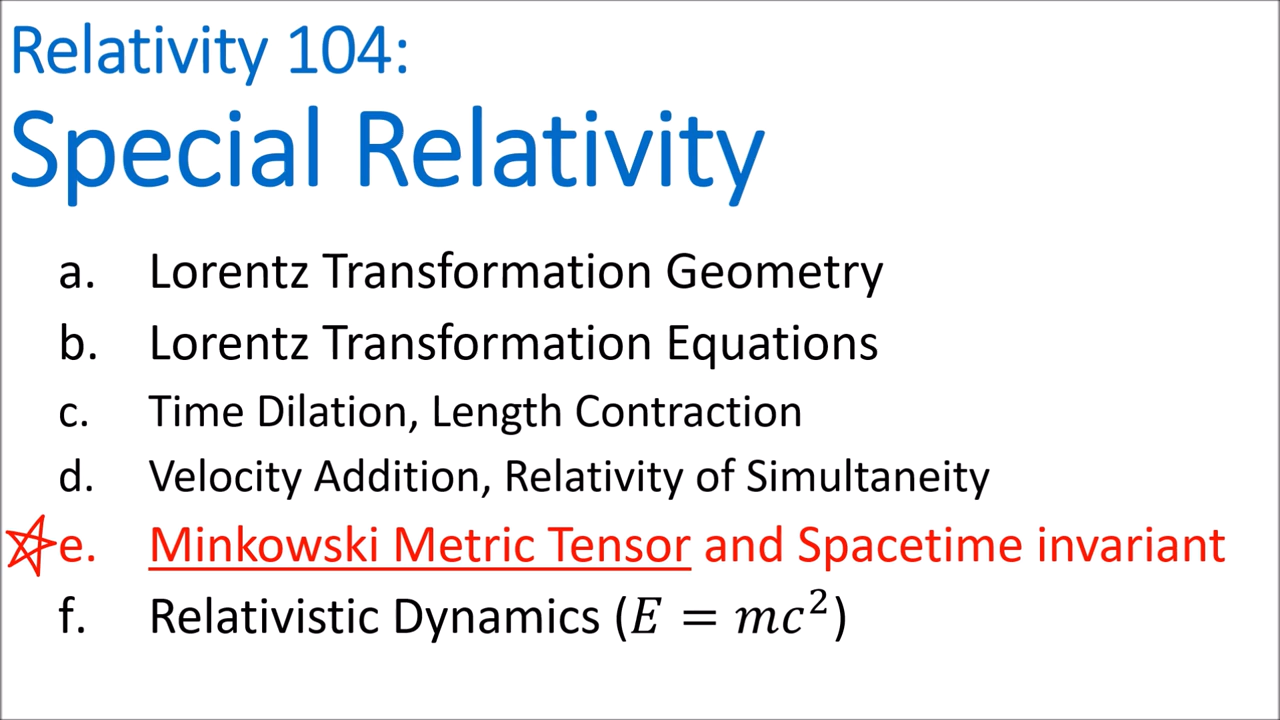 Relativity 104:
Special Relativity
a. Lorentz Transformation Geometry
b. Lorentz Transformation Equations
c. Time Dilation, Length Contraction
d. Velocity Addition, Relativity of Simultaneity
e. Minkowski Metric Tensor and Spacetime invariant
f. Relativistic Dynamics (𝐸 = 𝑚𝑐²)